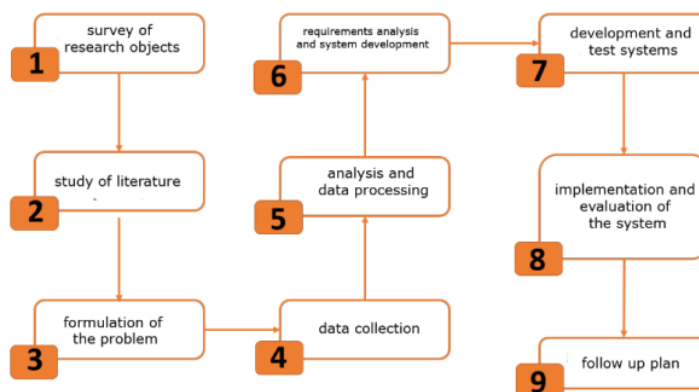 survey of
research objects
1
study of literature
2
formulation of
the problem
3
data collection
4
analysis and
data processing
5
requirements analysis
and system development
6
development and
test systems
7
implementation and
evaluation of
the system
8
follow up plan
9